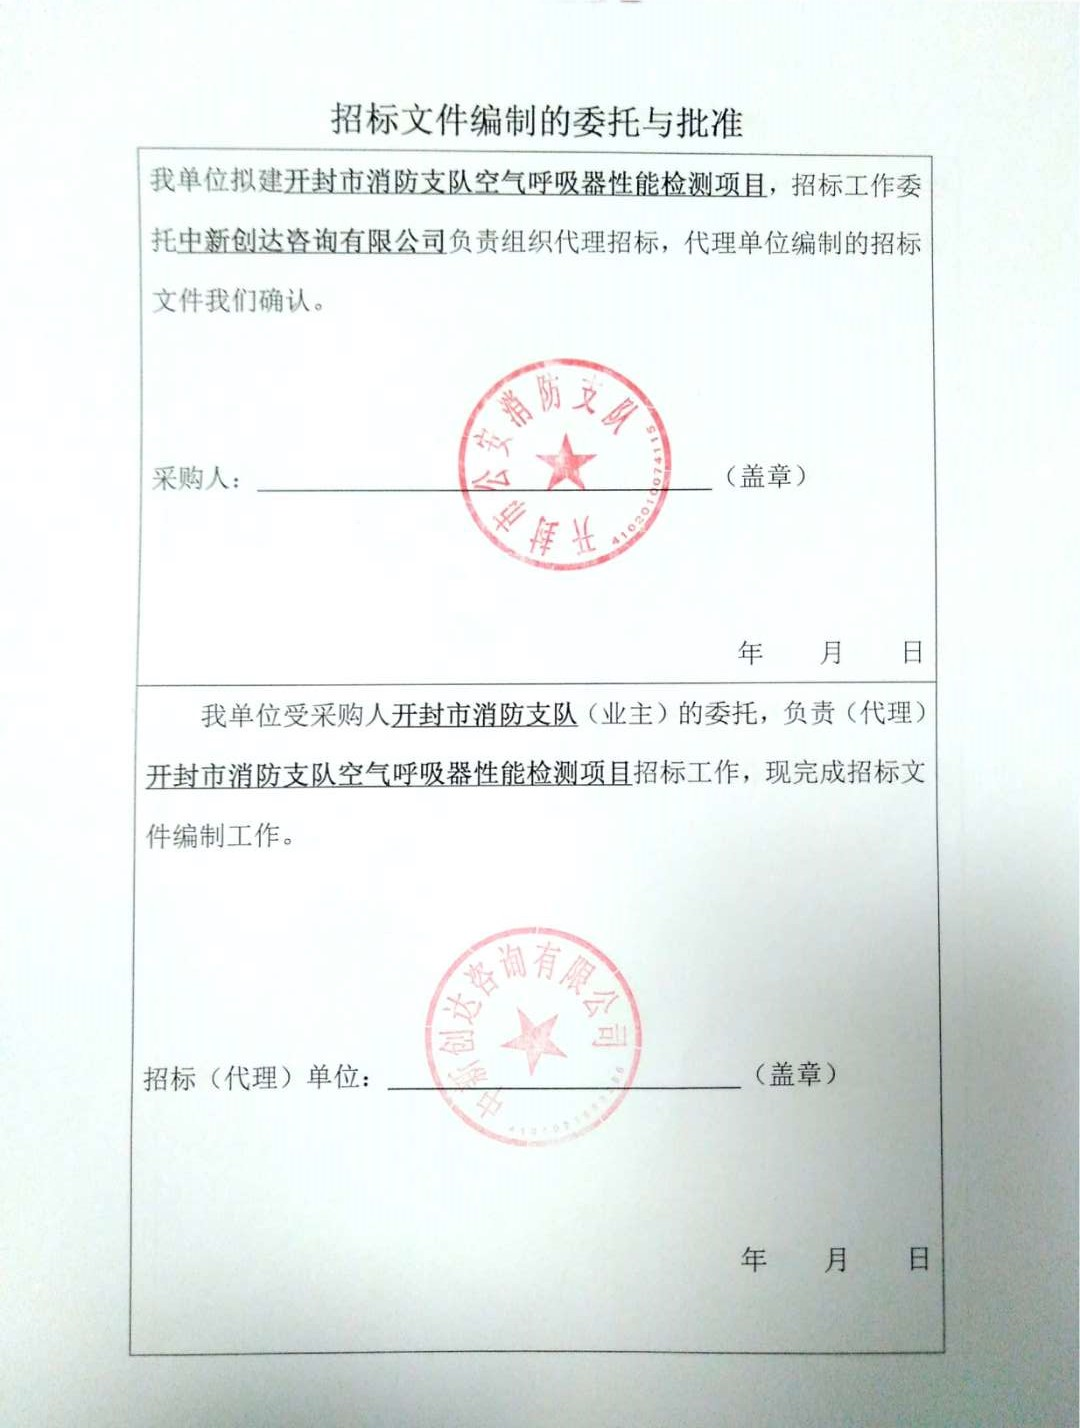 招标文件编制的委托与批准
我单位拟建开封市消防支队空气呼吸器性能检测项目，招标工作委
托中新创达咨询有限公司负责组织代理招标，代理单位编制的招标
文件我们确认。
开封市公安消防支队
4102010074115
采购人：（盖章）
年 月 日
我单位受采购人开封市消防支队（业主）的委托，负责（代理）
开封市消防支队空气呼吸器性能检测项目招标工作，现完成招标文
件编制工作。
中新创达咨询有限公司
招标（代理）单位：（盖章）
年 月 日